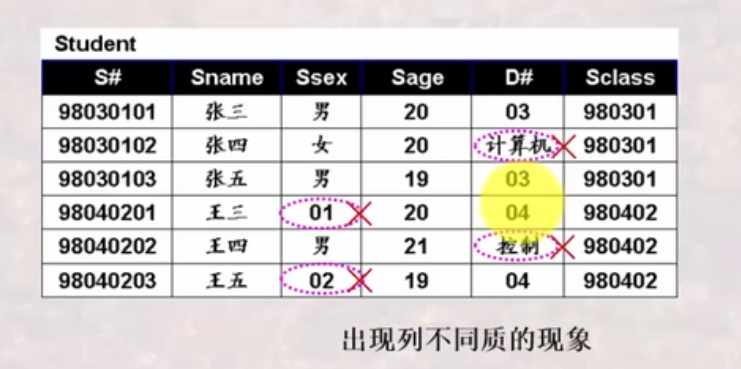 Student
S# Sname Ssex Sage D# Sclass
98030101 张三 男 20 03 980301
98030102 张四 女 20 计算机 980301
98030103 张五 男 19 03 980301
98040201 王三 01 20 04 980402
98040202 王四 男 21 控制 980402
98040203 王五 02 19 04 980402
出现列不同质的现象